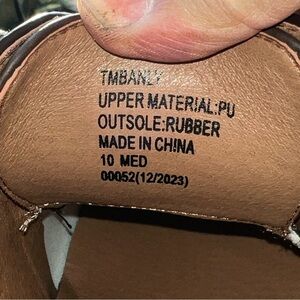 TMBANLY
UPPER MATERIAL:PU
OUTSOLE:RUBBER
MADE IN CHINA
10 MED
00052(12/2023)